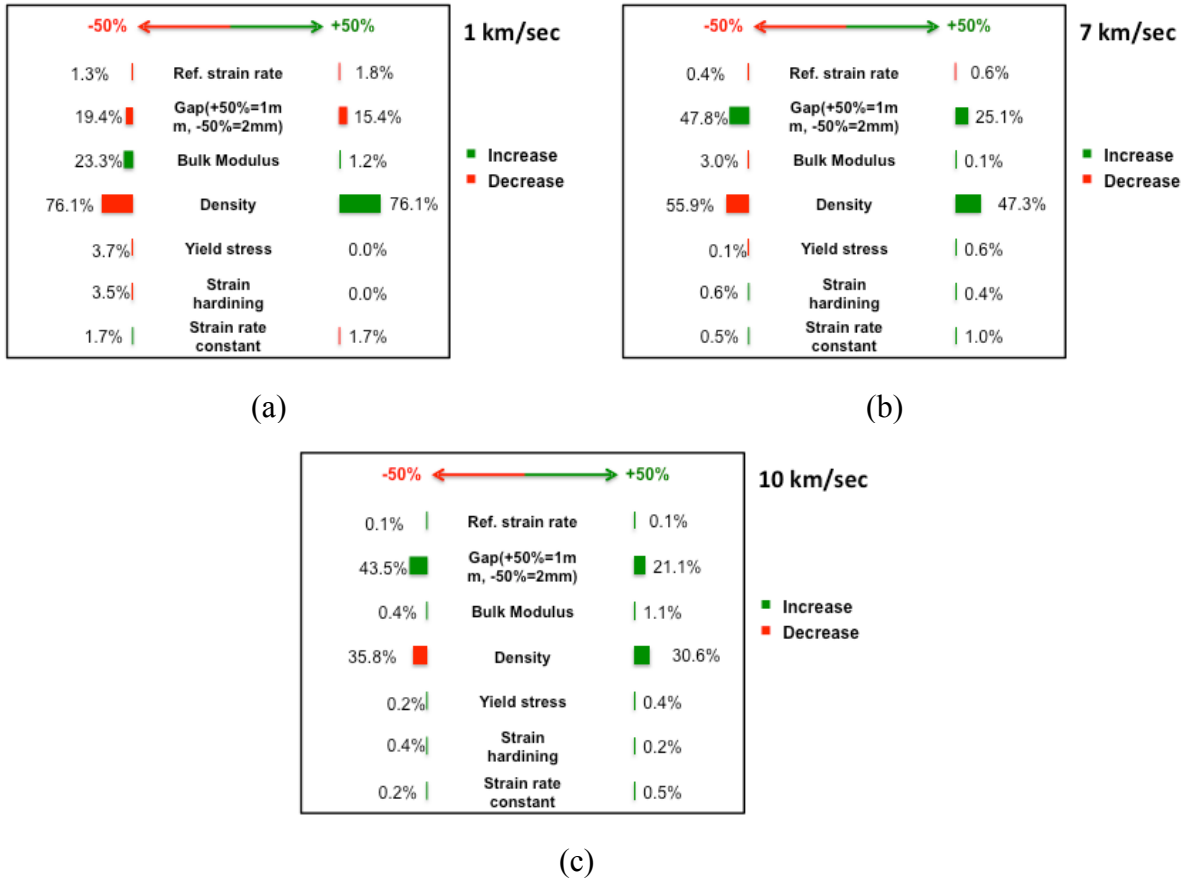 -50% +50% 1 km/sec
1.3% Ref. strain rate 1.8%
19.4% Gap(+50%=1m
m, -50%=2mm) 15.4%
23.3% Bulk Modulus 1.2%
76.1% Density 76.1%
3.7% Yield stress 0.0%
3.5% Strain
hardining 0.0%
1.7% Strain rate
constant 1.7%
Increase
Decrease
(a)
-50% +50% 7 km/sec
0.4% Ref. strain rate 0.6%
47.8% Gap(+50%=1m
m, -50%=2mm) 25.1%
3.0% Bulk Modulus 0.1%
55.9% Density 47.3%
0.1% Yield stress 0.6%
0.6% Strain
hardining 0.4%
0.5% Strain rate
constant 1.0%
Increase
Decrease
(b)
-50% +50% 10 km/sec
0.1% Ref. strain rate 0.1%
43.5% Gap(+50%=1m
m, -50%=2mm) 21.1%
0.4% Bulk Modulus 1.1%
35.8% Density 30.6%
0.2% Yield stress 0.4%
0.4% Strain
hardining 0.2%
0.2% Strain rate
constant 0.5%
Increase
Decrease
(c)